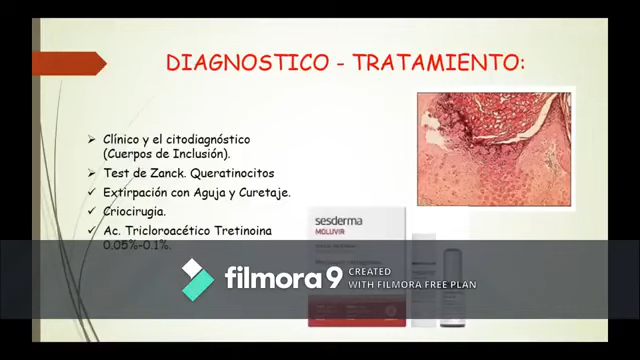 DIAGNOSTICO - TRATAMIENTO:
Clínico y el citodiagnóstico
(Cuerpos de Inclusión).
Test de Zanck. Queratinocitos
Extirpación con Aguja y Curetaje.
Criocirugia.
Ac. Tricloroacético Tretinoina
0.05%-0.1%.
sesderma
MOLUVIR
filmora9
CREATED
WITH FILMORA FREE PLAN